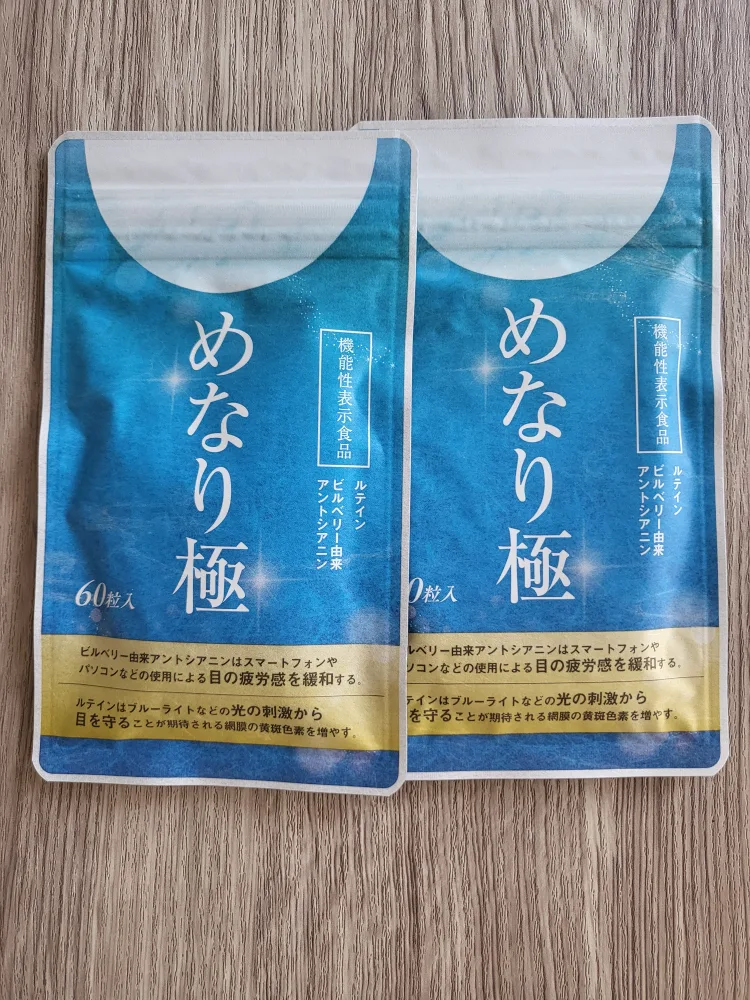 めなり極
機能性表示食品
ルテイン
ビルベリー由来
アントシアニン
60粒入
ビルベリー由来アントシアニンはスマートフォンや
パソコンなどの使用による目の疲労感を緩和する。
ルテインはブルーライトなどの光の刺激から
目を守ることが期待される網膜の黄斑色素を増やす。
めなり極
機能性表示食品
ルテイン
ビルベリー由来
アントシアニン
0粒入
ルベリー由来アントシアニンはスマートフォンや
ソコンなどの使用による目の疲労感を緩和する。
テインはブルーライトなどの光の刺激から
を守ることが期待される網膜の黄斑色素を増やす。